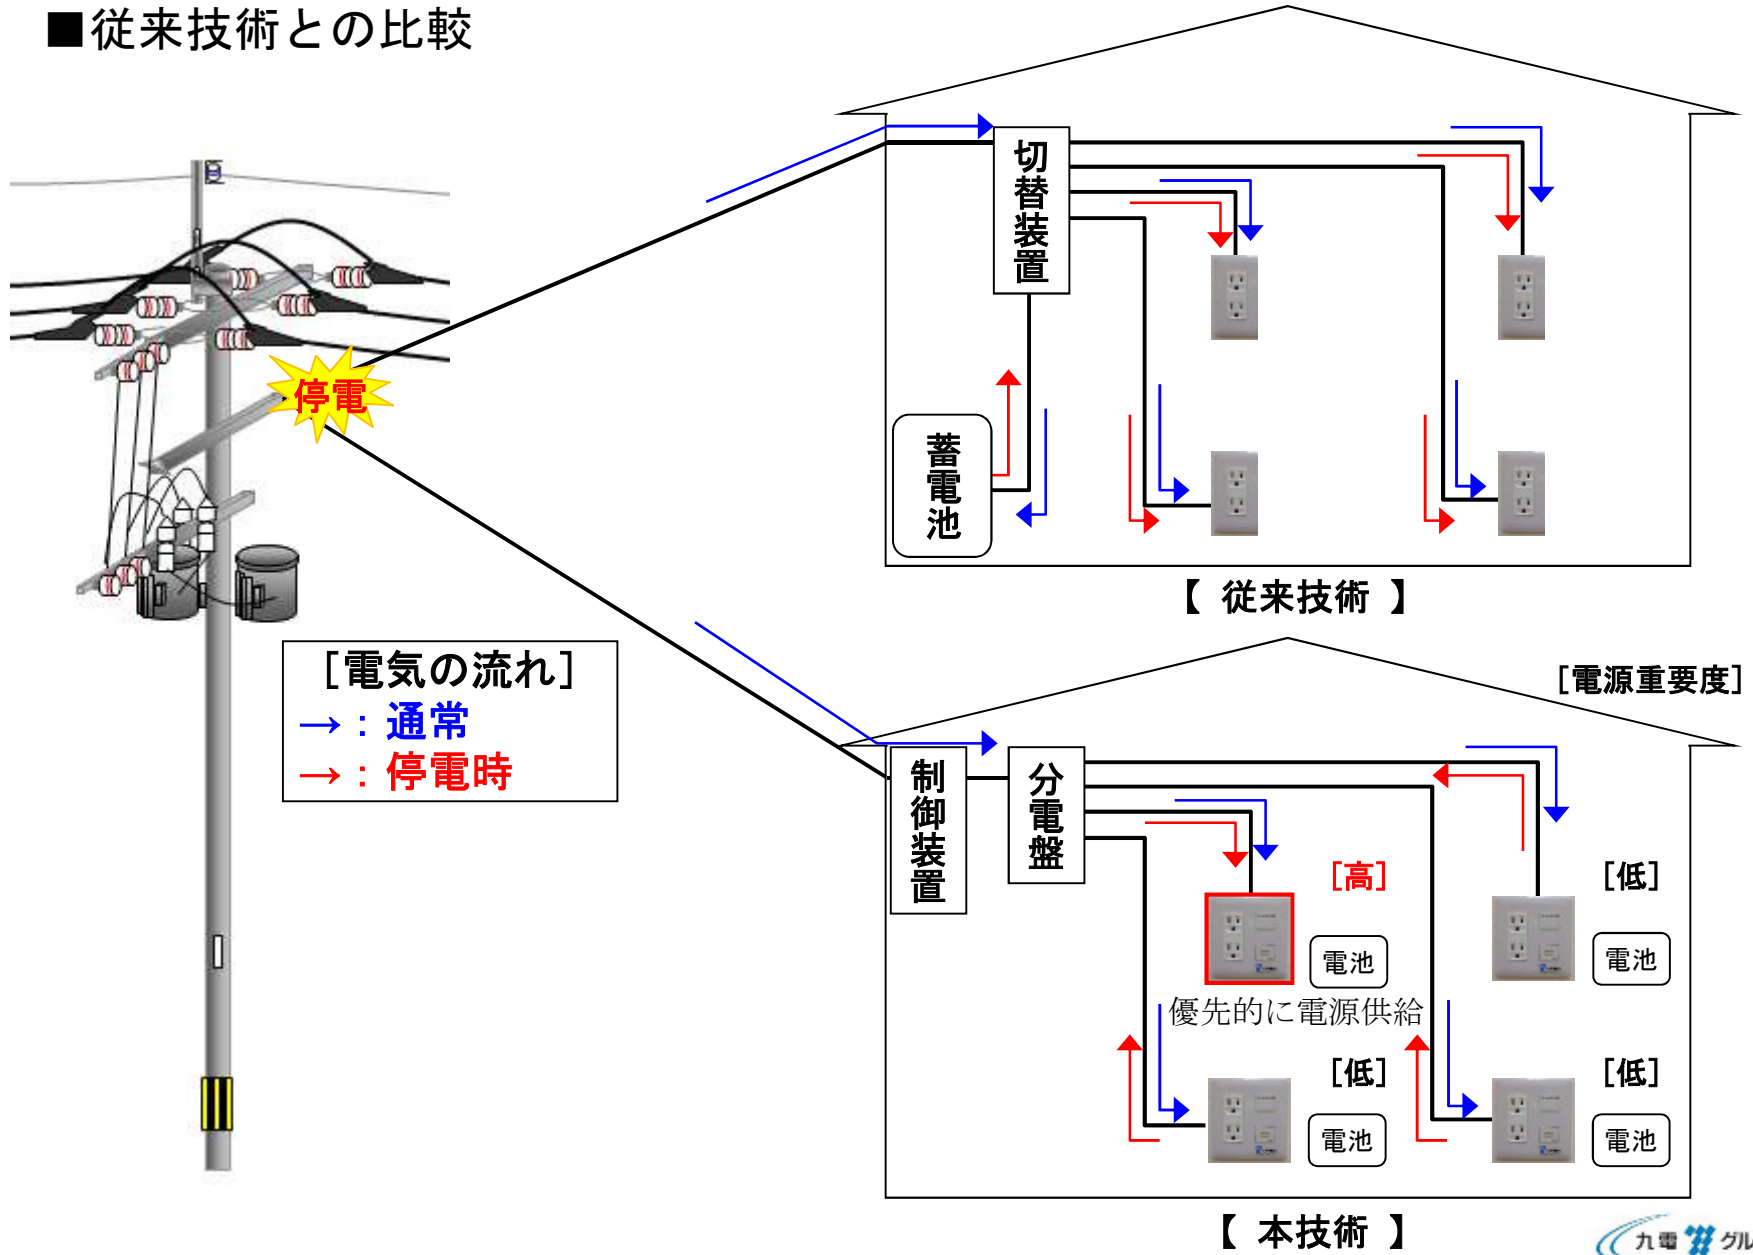 ■従来技術との比較
切替装置
停電
蓄電池
【 従来技術 】
[電気の流れ]
→：通常
→：停電時
[電源重要度]
制御装置
分電盤
[高]
[低]
電池
電池
優先的に電源供給
[低]
[低]
電池
電池
【 本技術 】
九電グル